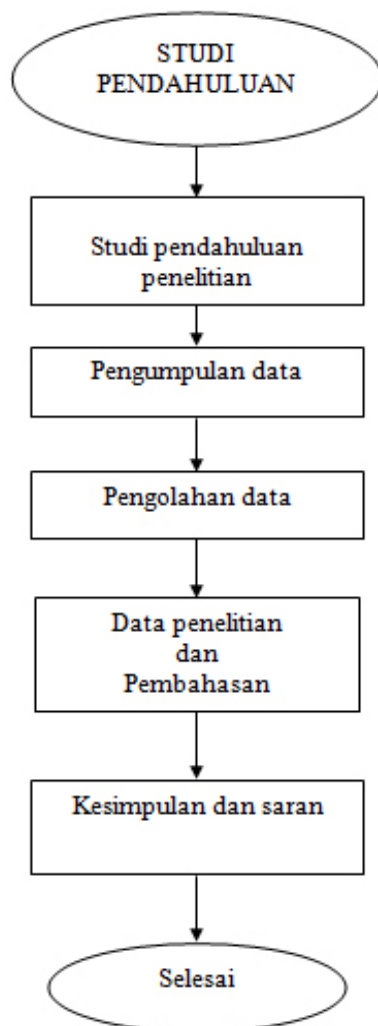 STUDI
PENDAHULUAN
Studi pendahuluan
penelitian
Pengumpulan data
Pengolahan data
Data penelitian
dan
Pembahasan
Kesimpulan dan saran
Selesai